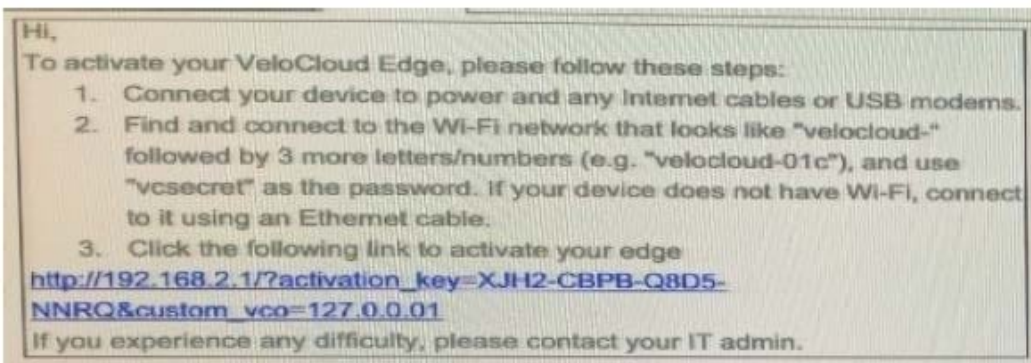 Hi,
To activate your VeloCloud Edge, please follow these steps:
1. Connect your device to power and any Internet cables or USB modems.
2. Find and connect to the Wi-Fi network that looks like "velocloud-"
followed by 3 more letters/numbers (e.g. "velocloud-01c"), and use
"vcsecret" as the password. If your device does not have Wi-Fi, connect
to it using an Ethernet cable.
3. Click the following link to activate your edge
http://192.168.2.1/?activation_key=XJH2-CBPB-Q8D5-
NNRQ&custom_vco=127.0.0.01
If you experience any difficulty, please contact your IT admin.